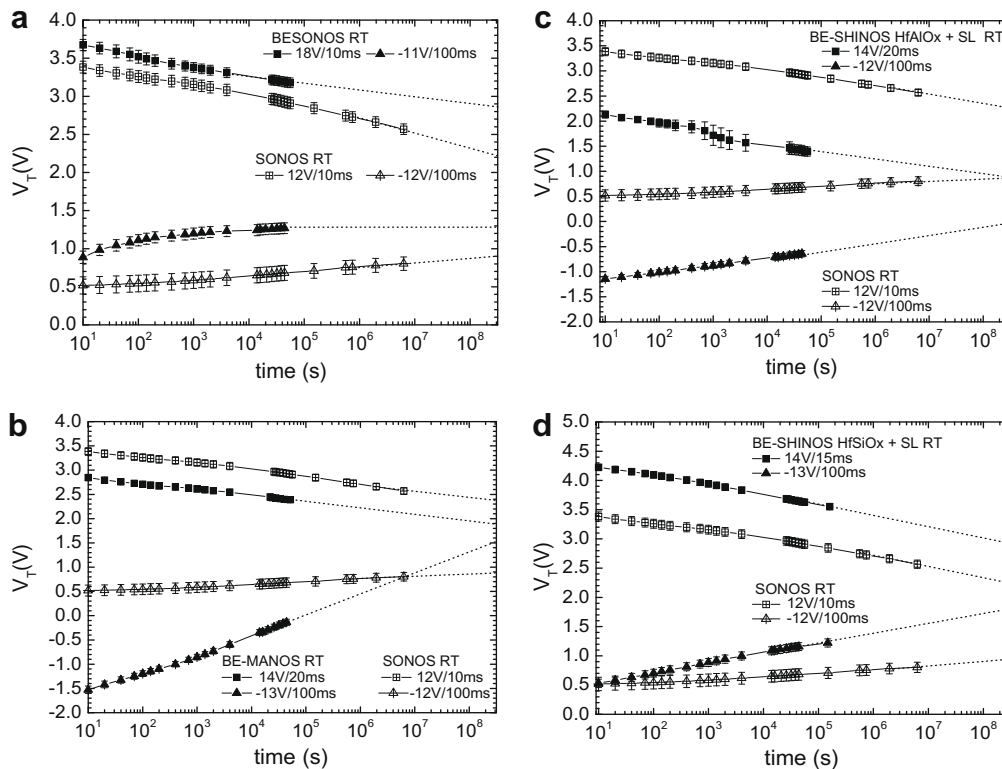 a
BESONOS RT
18V/10ms -11V/100ms
SONOS RT
12V/10ms -12V/100ms
V_T(V)
4.0
3.5
3.0
2.5
2.0
1.5
1.0
0.5
0.0
10^1 10^2 10^3 10^4 10^5 10^6 10^7 10^8
time (s)
c
BE-SHINOS HfAlOx + SL RT
14V/20ms
-12V/100ms
SONOS RT
12V/10ms
-12V/100ms
V_T(V)
4.0
3.5
3.0
2.5
2.0
1.5
1.0
0.5
0.0
-0.5
-1.0
-1.5
-2.0
10^1 10^2 10^3 10^4 10^5 10^6 10^7 10^8
time (s)
b
BE-MANOS RT SONOS RT
14V/20ms 12V/10ms
-13V/100ms -12V/100ms
V_T(V)
4.0
3.5
3.0
2.5
2.0
1.5
1.0
0.5
0.0
-0.5
-1.0
-1.5
-2.0
10^1 10^2 10^3 10^4 10^5 10^6 10^7 10^8
time (s)
d
BE-SHINOS HfSiOx + SL RT
14V/15ms
-13V/100ms
SONOS RT
12V/10ms
-12V/100ms
V_T(V)
5.0
4.5
4.0
3.5
3.0
2.5
2.0
1.5
1.0
0.5
0.0
10^1 10^2 10^3 10^4 10^5 10^6 10^7 10^8
time (s)